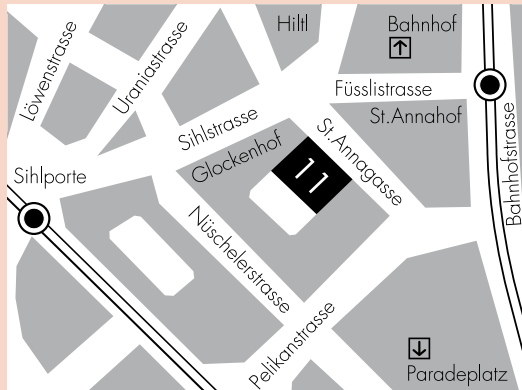 Hiltl
Bahnhof
Löwenstrasse
Uraniastrasse
Füsslistrasse
St.Annahof
Sihlstrasse
St.Annagasse
Glockenhof
11
Bahnhofstrasse
Sihlporte
Nüschelerstrasse
Pelikanstrasse
Paradeplatz